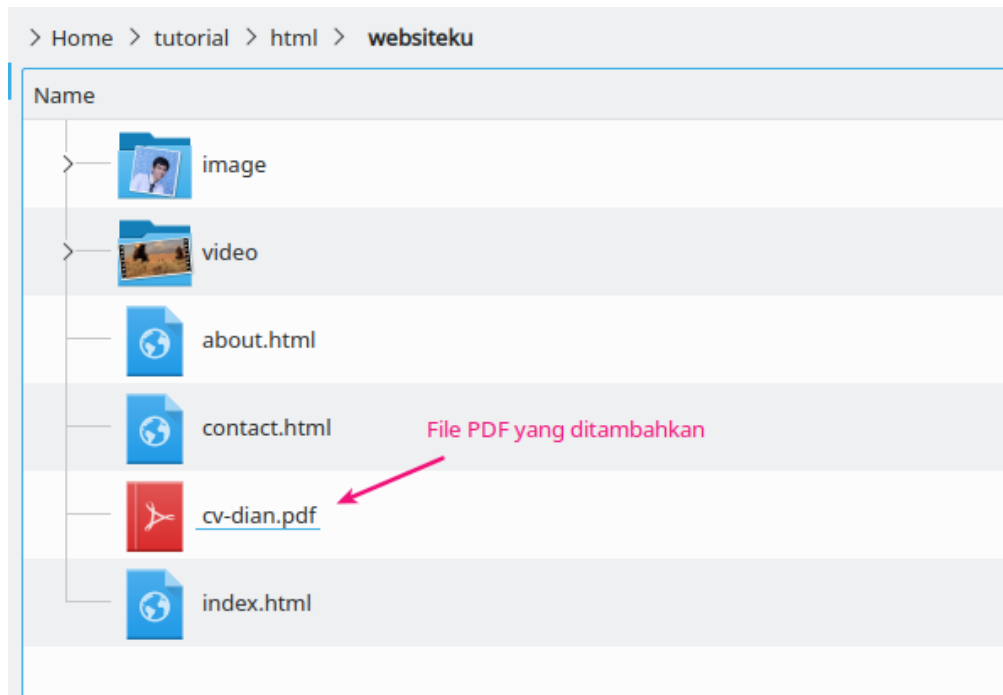 > Home > tutorial > html > websiteku
Name
image
video
about.html
contact.html
File PDF yang ditambahkan
cv-dian.pdf
index.html